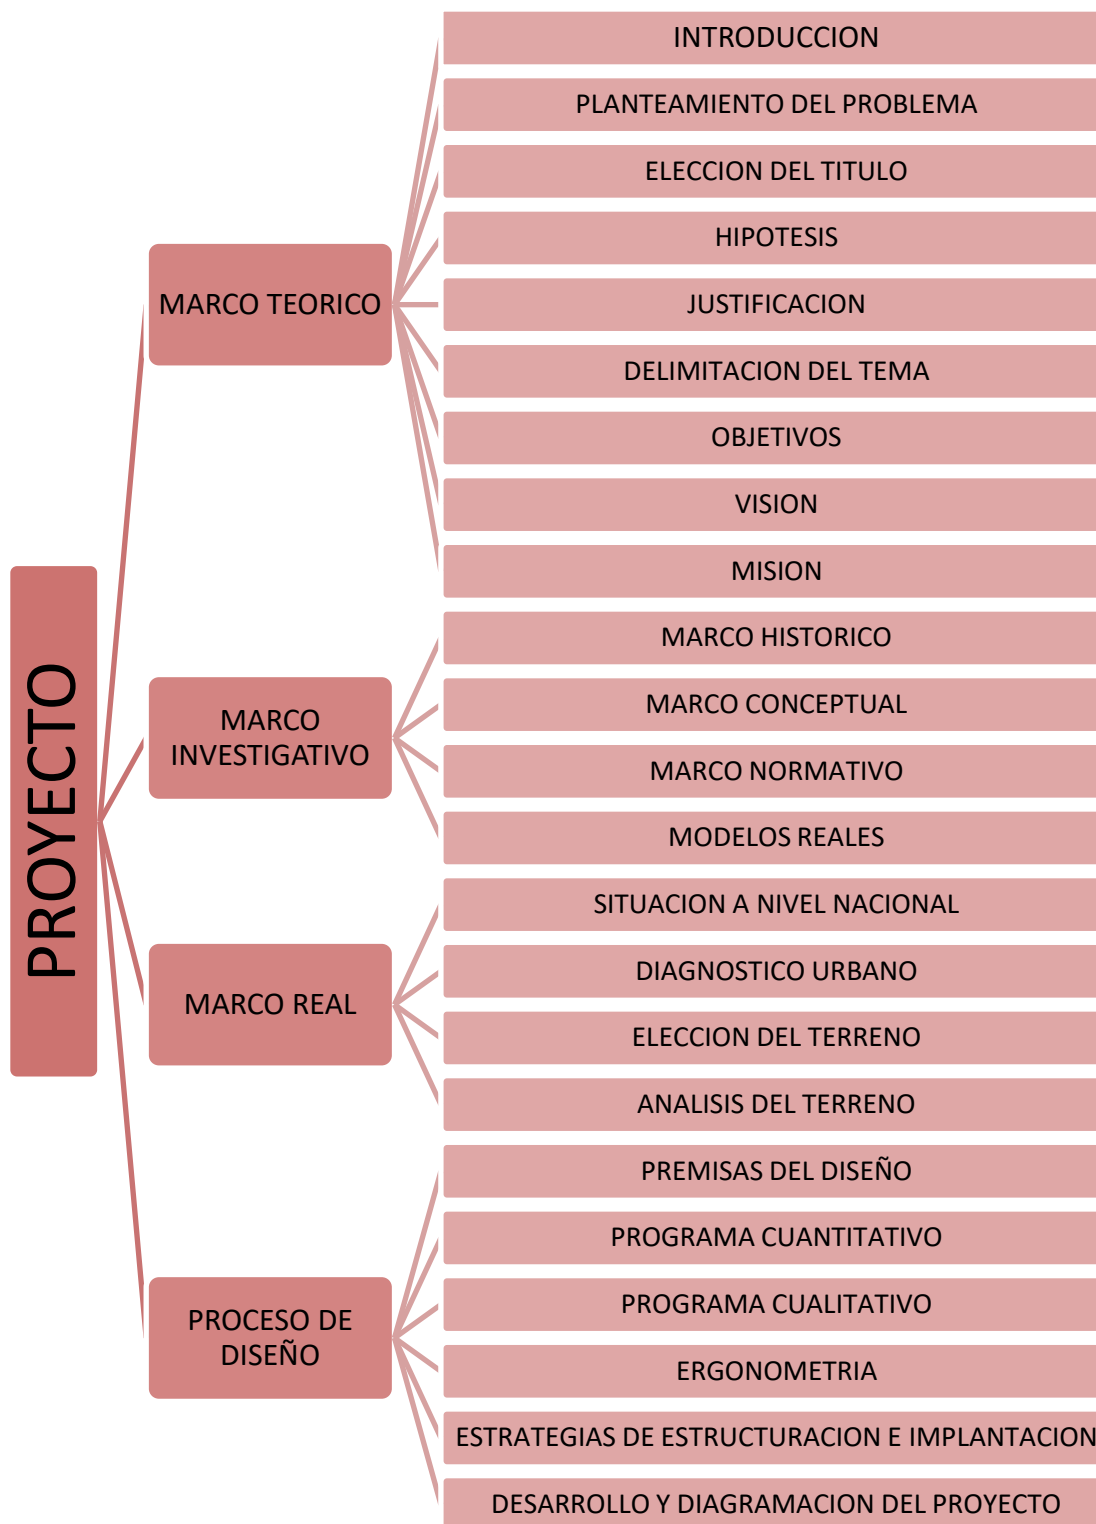 PROYECTO
MARCO TEORICO
INTRODUCCION
PLANTEAMIENTO DEL PROBLEMA
ELECCION DEL TITULO
HIPOTESIS
JUSTIFICACION
DELIMITACION DEL TEMA
OBJETIVOS
VISION
MISION
MARCO
INVESTIGATIVO
MARCO HISTORICO
MARCO CONCEPTUAL
MARCO NORMATIVO
MODELOS REALES
MARCO REAL
SITUACION A NIVEL NACIONAL
DIAGNOSTICO URBANO
ELECCION DEL TERRENO
ANALISIS DEL TERRENO
PROCESO DE
DISEÑO
PREMISAS DEL DISEÑO
PROGRAMA CUANTITATIVO
PROGRAMA CUALITATIVO
ERGONOMETRIA
ESTRATEGIAS DE ESTRUCTURACION E IMPLANTACION
DESARROLLO Y DIAGRAMACION DEL PROYECTO